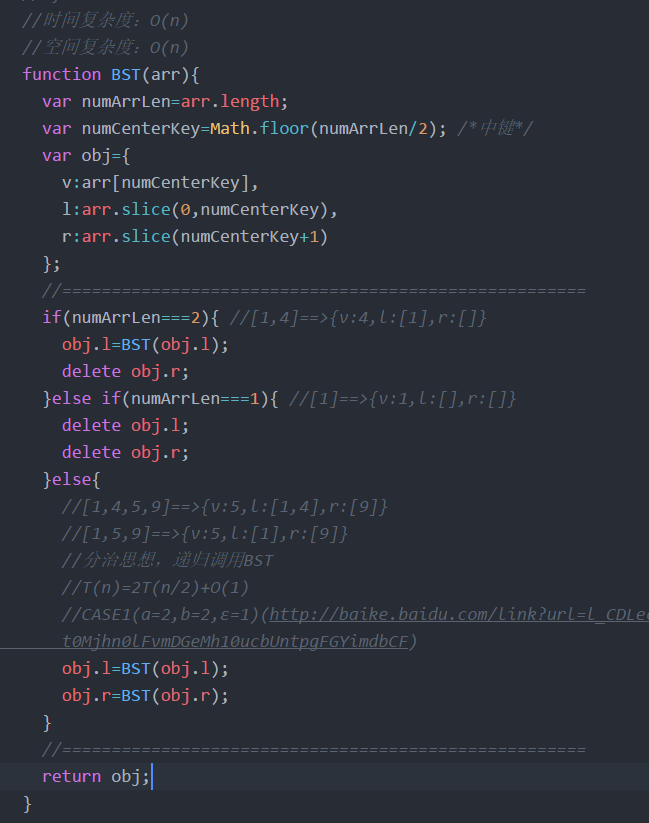 //时间复杂度：O(n)
//空间复杂度：O(n)
function BST(arr){
  var numArrLen=arr.length;
  var numCenterKey=Math.floor(numArrLen/2); /*中键*/
  var obj={
    v:arr[numCenterKey],
    l:arr.slice(0,numCenterKey),
    r:arr.slice(numCenterKey+1)
  };
  //=====================================================
  if(numArrLen===2){ //[1,4]==>{v:4,l:[1],r:[]}
    obj.l=BST(obj.l);
    delete obj.r;
  }else if(numArrLen===1){ //[1]==>{v:1,l:[],r:[]}
    delete obj.l;
    delete obj.r;
  }else{
    //[1,4,5,9]==>{v:5,l:[1,4],r:[9]}
    //[1,5,9]==>{v:5,l:[1],r:[9]}
    //分治思想，递归调用BST
    //T(n)=2T(n/2)+O(1)
    //CASE1(a=2,b=2,ε=1)(http://baike.baidu.com/link?url=l_CDLe
    t0Mjhn0lFvmDGeMh10ucbUntpgFGYimdbCF)
    obj.l=BST(obj.l);
    obj.r=BST(obj.r);
  }
  //=====================================================
  return obj;
}